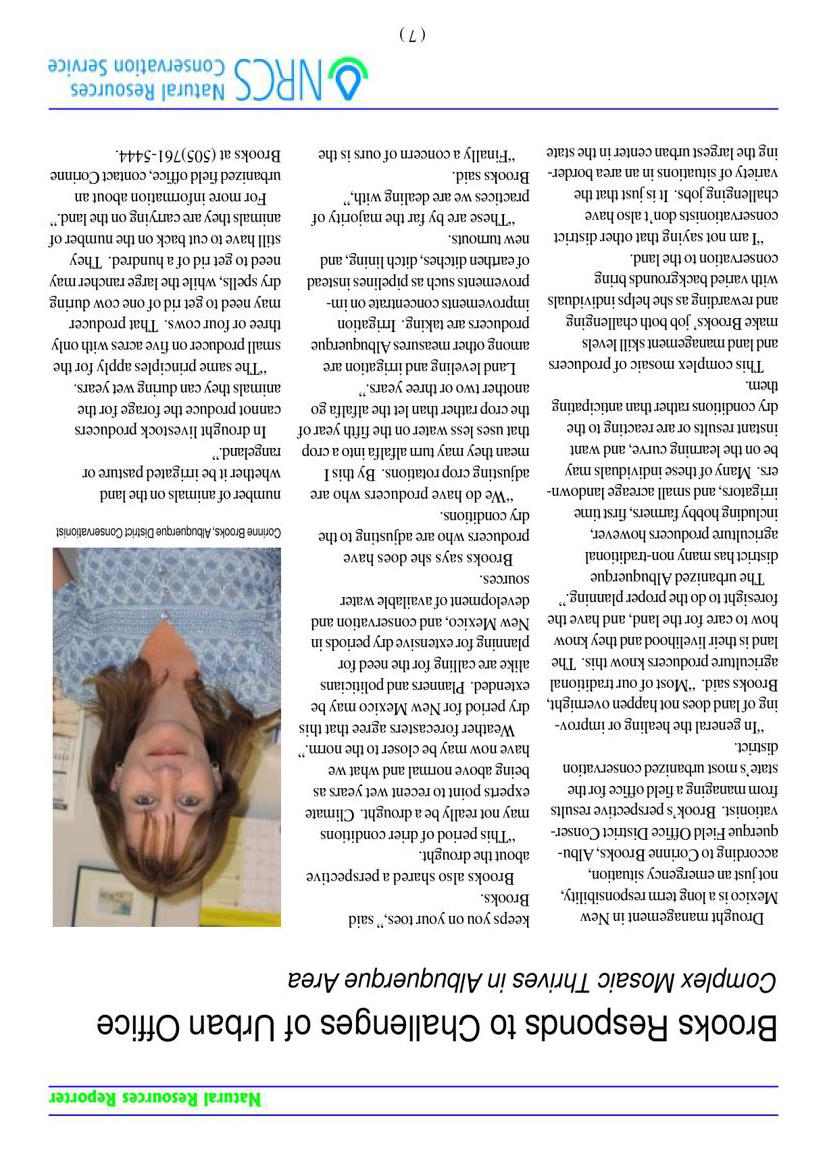 Natural Resources Reporter
Brooks Responds to Challenges of Urban Office
Complex Mosaic Thrives in Albuquerque Area
Drought management in New
Mexico is a long term responsibility,
not just an emergency situation,
according to Corinne Brooks, Albu-
querque Field Office District Conser-
vationist. Brook's perspective results
from managing a field office for the
state's most urbanized conservation
district.
"In general the healing or improv-
ing of land does not happen overnight,
Brooks said. "Most of our traditional
agriculture producers know this. The
land is their livelihood and they know
how to care for the land, and have the
foresight to do the proper planning."
The urbanized Albuquerque
district has many non-traditional
agriculture producers however,
including hobby farmers, first time
irrigators, and small acreage landown-
ers. Many of these individuals may
be on the learning curve, and want
instant results or are reacting to the
dry conditions rather than anticipating
them.
This complex mosaic of producers
and land management skill levels
make Brooks' job both challenging
and rewarding as she helps individuals
with varied backgrounds bring
conservation to the land.
"I am not saying that other district
conservationists don't also have
challenging jobs. It is just that the
variety of situations in an area border-
ing the largest urban center in the state
keeps you on your toes," said
Brooks.
Brooks also shared a perspective
about the drought.
"This period of drier conditions
may not really be a drought. Climate
experts point to recent wet years as
being above normal and what we
have now may be closer to the norm."
Weather forecasters agree that this
dry period for New Mexico may be
extended. Planners and politicians
alike are calling for the need for
planning for extensive dry periods in
New Mexico, and conservation and
development of available water
sources.
Brooks says she does have
producers who are adjusting to the
dry conditions.
"We do have producers who are
adjusting crop rotations. By this I
mean they may turn alfalfa into a crop
that uses less water on the fifth year of
the crop rather than let the alfalfa go
another two or three years."
Land leveling and irrigation are
among other measures Albuquerque
producers are taking. Irrigation
improvements concentrate on im-
provements such as pipelines instead
of earthen ditches, ditch lining, and
new turnouts.
"These are by far the majority of
practices we are dealing with,"
Brooks said.
"Finally a concern of ours is the
Corinne Brooks, Albuquerque District Conservationist
number of animals on the land
whether it be irrigated pasture or
rangeland."
In drought livestock producers
cannot produce the forage for the
animals they can during wet years.
"The same principles apply for the
small producer on five acres with only
three or four cows. That producer
may need to get rid of one cow during
dry spells, while the large rancher may
need to get rid of a hundred. They
still have to cut back on the number of
animals they are carrying on the land."
For more information about an
urbanized field office, contact Corinne
Brooks at (505)761-5444.
NRCS Natural Resources
Conservation Service
( 7 )